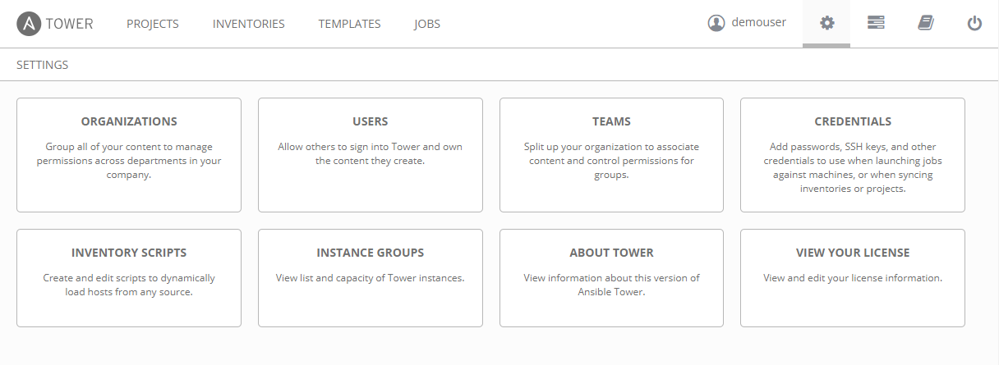 TOWER PROJECTS INVENTORIES TEMPLATES JOBS demouser
SETTINGS
ORGANIZATIONS
Group all of your content to manage
permissions across departments in your
company.
USERS
Allow others to sign into Tower and own
the content they create.
TEAMS
Split up your organization to associate
content and control permissions for
groups.
CREDENTIALS
Add passwords, SSH keys, and other
credentials to use when launching jobs
against machines, or when syncing
inventories or projects.
INVENTORY SCRIPTS
Create and edit scripts to dynamically
load hosts from any source.
INSTANCE GROUPS
View list and capacity of Tower instances.
ABOUT TOWER
View information about this version of
Ansible Tower.
VIEW YOUR LICENSE
View and edit your license information.